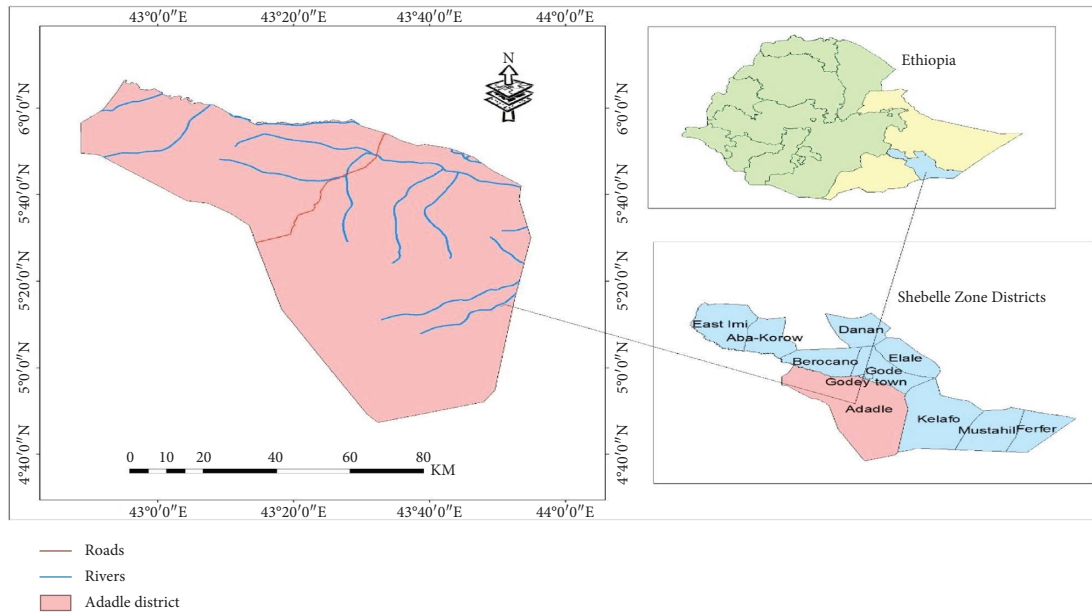 43°0′0″E 43°20′0″E 43°40′0″E 44°0′0″E
6°0′0″N
5°40′0″N
5°20′0″N
5°0′0″N
4°40′0″N
N
6°0′0″N
5°40′0″N
5°20′0″N
5°0′0″N
4°40′0″N
0 10 20 40 60 80
KM
43°0′0″E 43°20′0″E 43°40′0″E 44°0′0″E
Ethiopia
Shebelle Zone Districts
East Imi
Aba-Korow
Danan
Berocano
Elale
Gode
Godey town
Adadle
Kelafo
Mustahil
Ferfer
Roads
Rivers
Adadle district